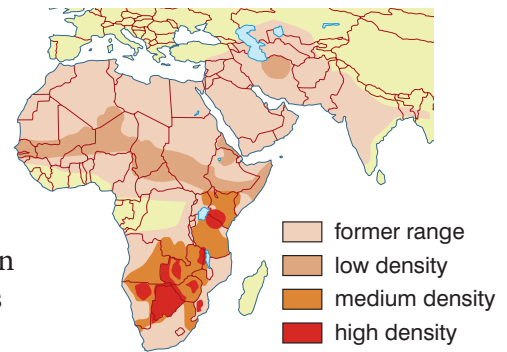 n
s
former range
low density
medium density
high density